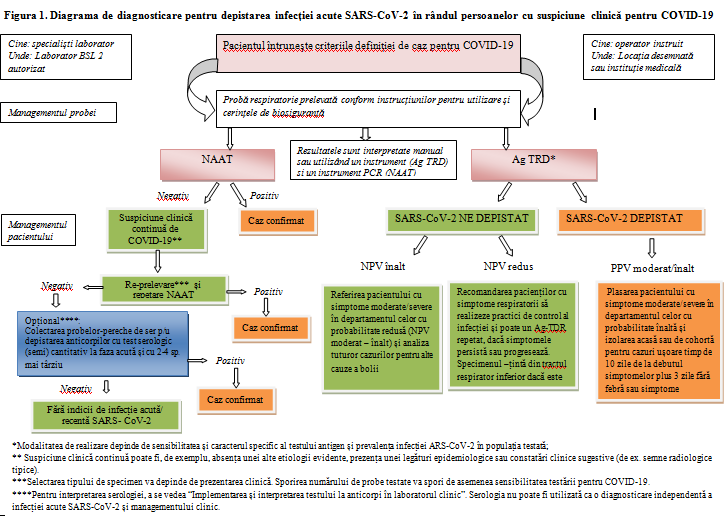 Figura 1. Diagrama de diagnosticare pentru depistarea infecției acute SARS-CoV-2 în rândul persoanelor cu suspiciune clinică pentru COVID-19
Cine: specialiști laborator
Unde: Laborator BSL 2
autorizat
Pacientul întrunește criteriile definiției de caz pentru COVID-19
Cine: operator instruit
Unde: Locația desemnată
sau instituție medicală
Managementul probei
Probă respiratorie prelevată conform instrucțiunilor pentru utilizare și
cerințele de biosiguranță
NAAT
Rezultatele sunt interpretate manual
sau utilizând un instrument (Ag TRD)
si un instrument PCR (NAAT)
Ag TRD*
Negativ
Pozitiv
Managementul
pacientului
Suspiciune clinică
continuă de
COVID-19**
Caz confirmat
SARS-CoV-2 NE DEPISTAT
SARS-CoV-2 DEPISTAT
NPV înalt
NPV redus
PPV moderat/înalt
Negativ
Re-prelevare*** și
repetare NAAT
Pozitiv
Caz confirmat
Opțional****:
Colectarea probelor-pereche de ser p/u
depistarea anticorpilor cu test serologic
(semi) cantitativ la faza acută și cu 2-4 sp.
mai târziu
Pozitiv
Caz confirmat
Negativ
Fără indicii de infecție acută/
recentă SARS- CoV-2
Referirea pacientului cu
simptome moderate/severe
în departamentul celor cu
probabilitate redusă (NPV
moderat – înalt) și analiza
tuturor cazurilor pentru alte
cauze a bolii
Recomandarea pacienților cu
simptome respiratorii să
realizeze practici de control al
infecției și poate un Ag-TDR
repetat, dacă simptomele
persistă sau progresează.
Specimenul –țintă din tractul
respirator inferior dacă este
Plasarea pacientului cu
simptome moderate/severe în
departamentul celor cu
probabilitate înaltă și
izolarea acasă sau de cohortă
pentru cazuri ușoare timp de
10 zile de la debutul
simptomelor plus 3 zile fără
febră sau simptome
*Modalitatea de realizare depinde de sensibilitatea și caracterul specific al testului antigen și prevalența infecției ARS-CoV-2 în populația testată;
** Suspiciune clinică continuă poate fi, de exemplu, absența unei alte etiologii evidente, prezența unei legături epidemiologice sau constatări clinice sugestive (de ex. semne radiologice
tipice).
***Selectarea tipului de specimen va depinde de prezentarea clinică. Sporirea numărului de probe testate va spori de asemenea sensibilitatea testării pentru COVID-19.
****Pentru interpretarea serologiei, a se vedea “Implementarea și interpretarea testului la anticorpi în laboratorul clinic”. Serologia nu poate fi utilizată ca o diagnosticare independentă a
infecției acute SARS-CoV-2 și managementului clinic.